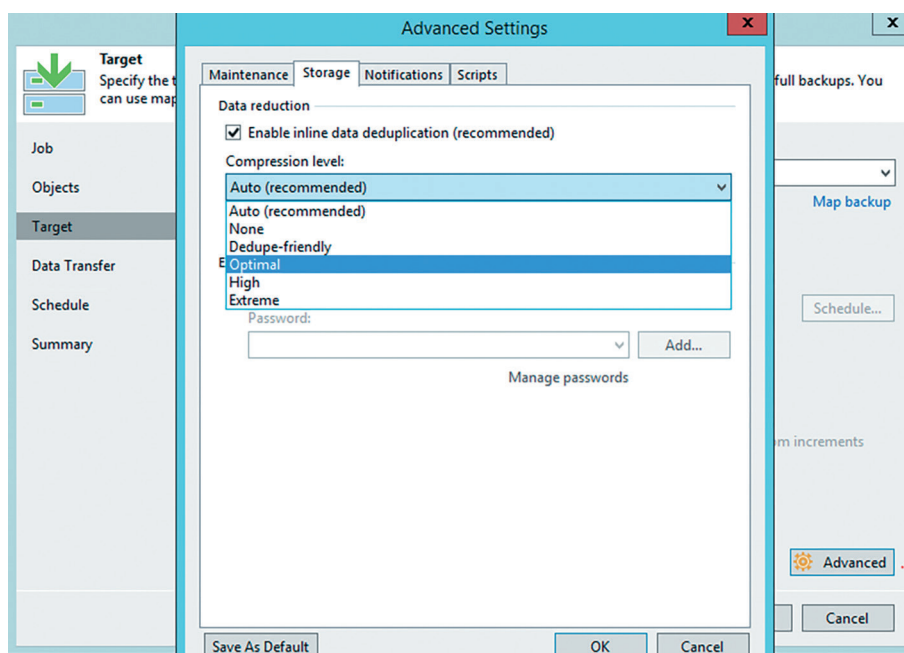 Advanced Settings
X
X
Target
Specify the t
can use map
full backups. You
Job
Objects
Target
Data Transfer
Schedule
Summary
Maintenance
Storage
Notifications
Scripts
Data reduction
Enable inline data deduplication (recommended)
Compression level:
Auto (recommended)
Auto (recommended)
None
Dedupe-friendly
Optimal
High
Extreme
Password:
Add...
Manage passwords
Map backup
Schedule...
m increments
Advanced
Cancel
Save As Default
OK
Cancel